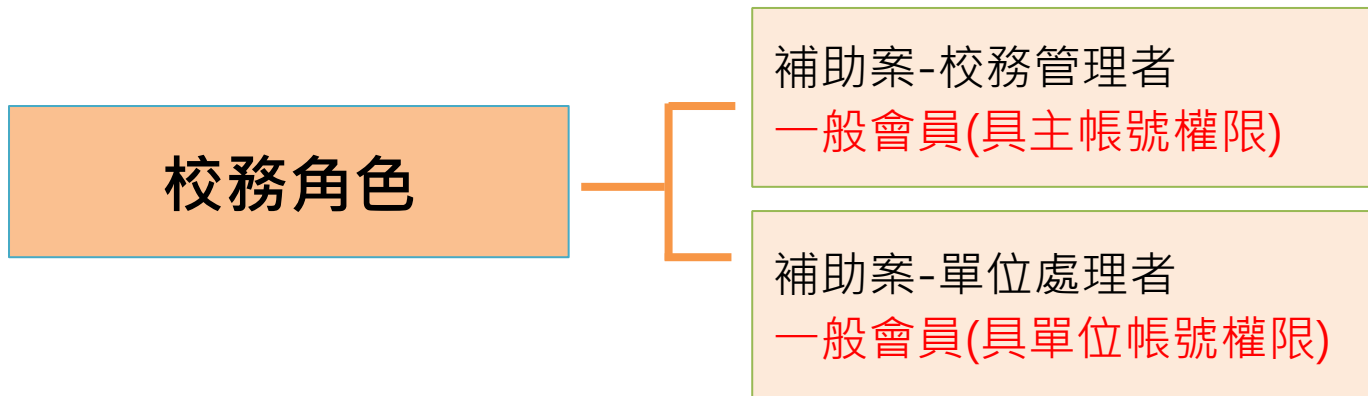 校務角色
補助案-校務管理者
一般會員(具主帳號權限)
補助案-單位處理者
一般會員(具單位帳號權限)